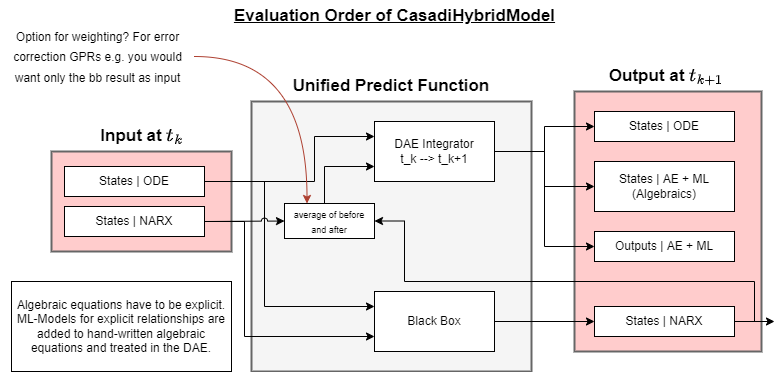 Evaluation Order of CasadiHybridModel
Option for weighting? For error
correction GPRs e.g. you would
want only the bb result as input
Unified Predict Function
Output at t_{k+1}
Input at t_k
States | ODE
States | NARX
DAE Integrator
t_k --> t_k+1
average of before
and after
Black Box
States | ODE
States | AE + ML
(Algebraics)
Outputs | AE + ML
States | NARX
Algebraic equations have to be explicit.
ML-Models for explicit relationships are
added to hand-written algebraic
equations and treated in the DAE.